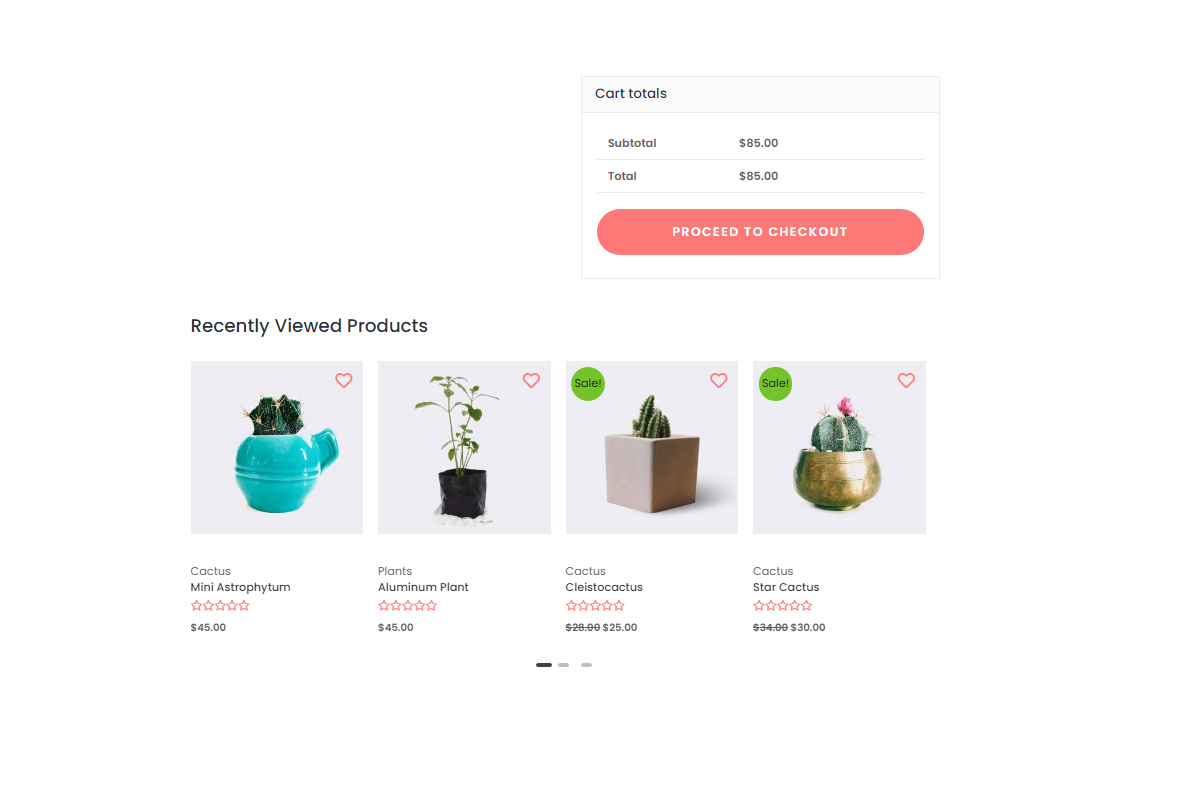 Cart totals
Subtotal $85.00
Total $85.00
PROCEED TO CHECKOUT
Recently Viewed Products
Sale! Sale!
Cactus Plants Cactus Cactus
Mini Astrophytum Aluminum Plant Cleistocactus Star Cactus
$45.00 $45.00 $28.00 $25.00 $34.00 $30.00